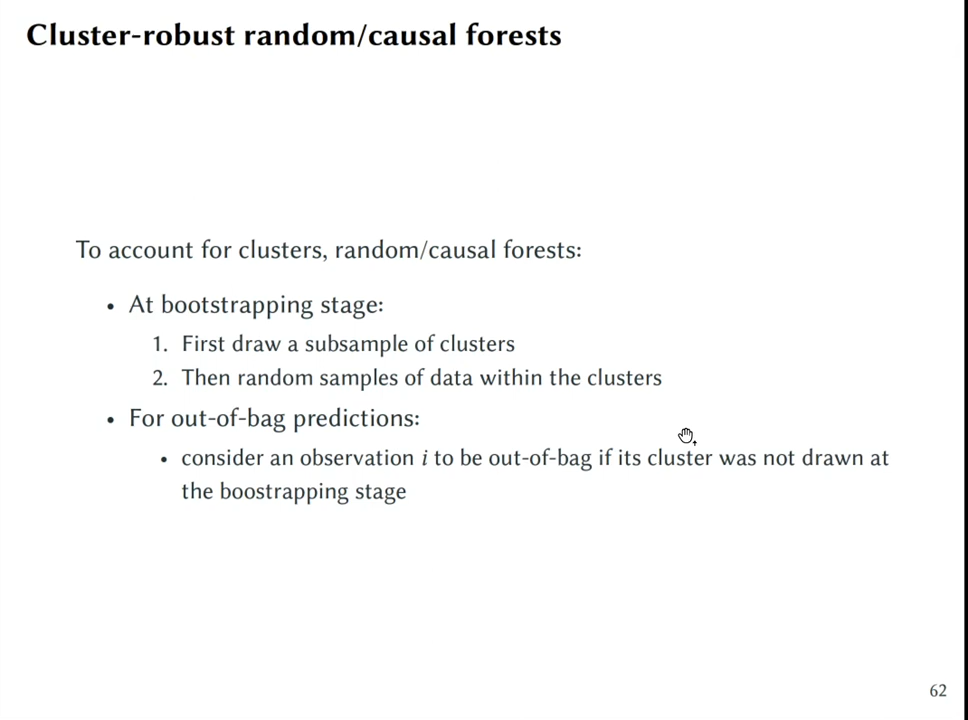 Cluster-robust random/causal forests
To account for clusters, random/causal forests:
• At bootstrapping stage:
1. First draw a subsample of clusters
2. Then random samples of data within the clusters
• For out-of-bag predictions:
• consider an observation i to be out-of-bag if its cluster was not drawn at
the boostrapping stage
62